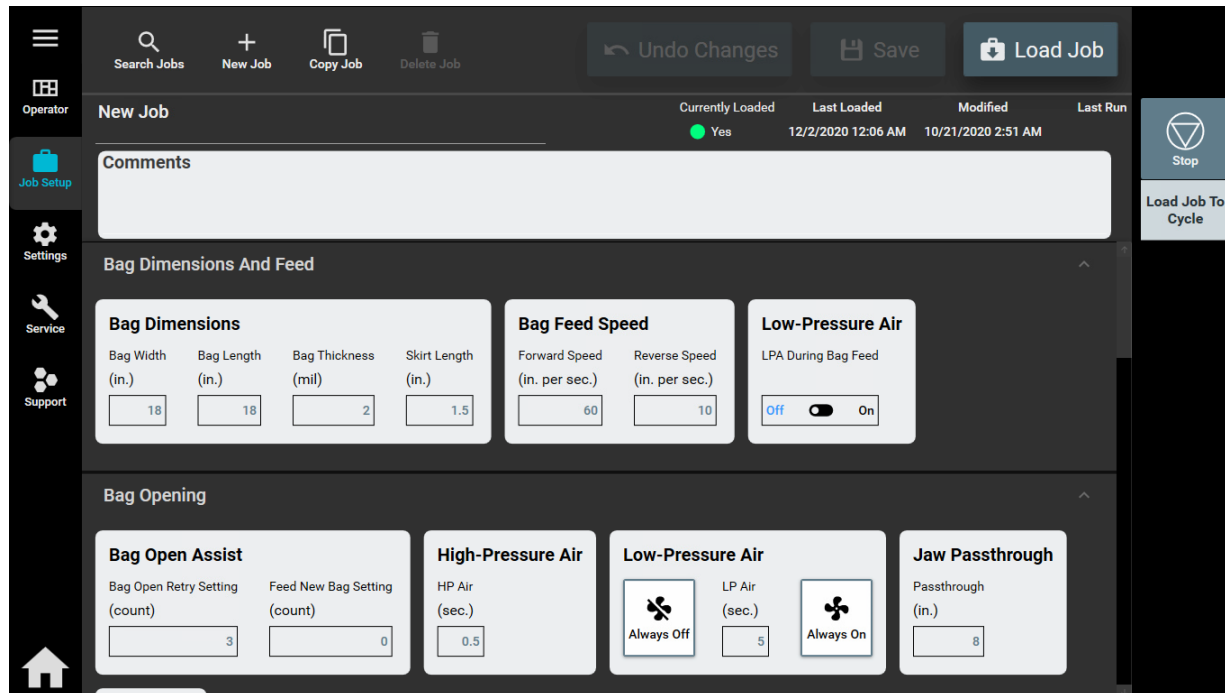 Search Jobs
New Job
Copy Job
Delete Job
Undo Changes
Save
Load Job
Operator
Job Setup
Settings
Service
Support
New Job
Currently Loaded
Yes
Last Loaded
12/2/2020 12:06 AM
Modified
10/21/2020 2:51 AM
Last Run
Comments
Stop
Load Job To
Cycle
Bag Dimensions And Feed
Bag Dimensions
Bag Width
(in.)
18
Bag Length
(in.)
18
Bag Thickness
(mil)
2
Skirt Length
(in.)
1.5
Bag Feed Speed
Forward Speed
(in. per sec.)
60
Reverse Speed
(in. per sec.)
10
Low-Pressure Air
LPA During Bag Feed
Off On
Bag Opening
Bag Open Assist
Bag Open Retry Setting
(count)
3
Feed New Bag Setting
(count)
0
High-Pressure Air
HP Air
(sec.)
0.5
Low-Pressure Air
Always Off
LP Air
(sec.)
5
Always On
Jaw Passthrough
Passthrough
(in.)
8